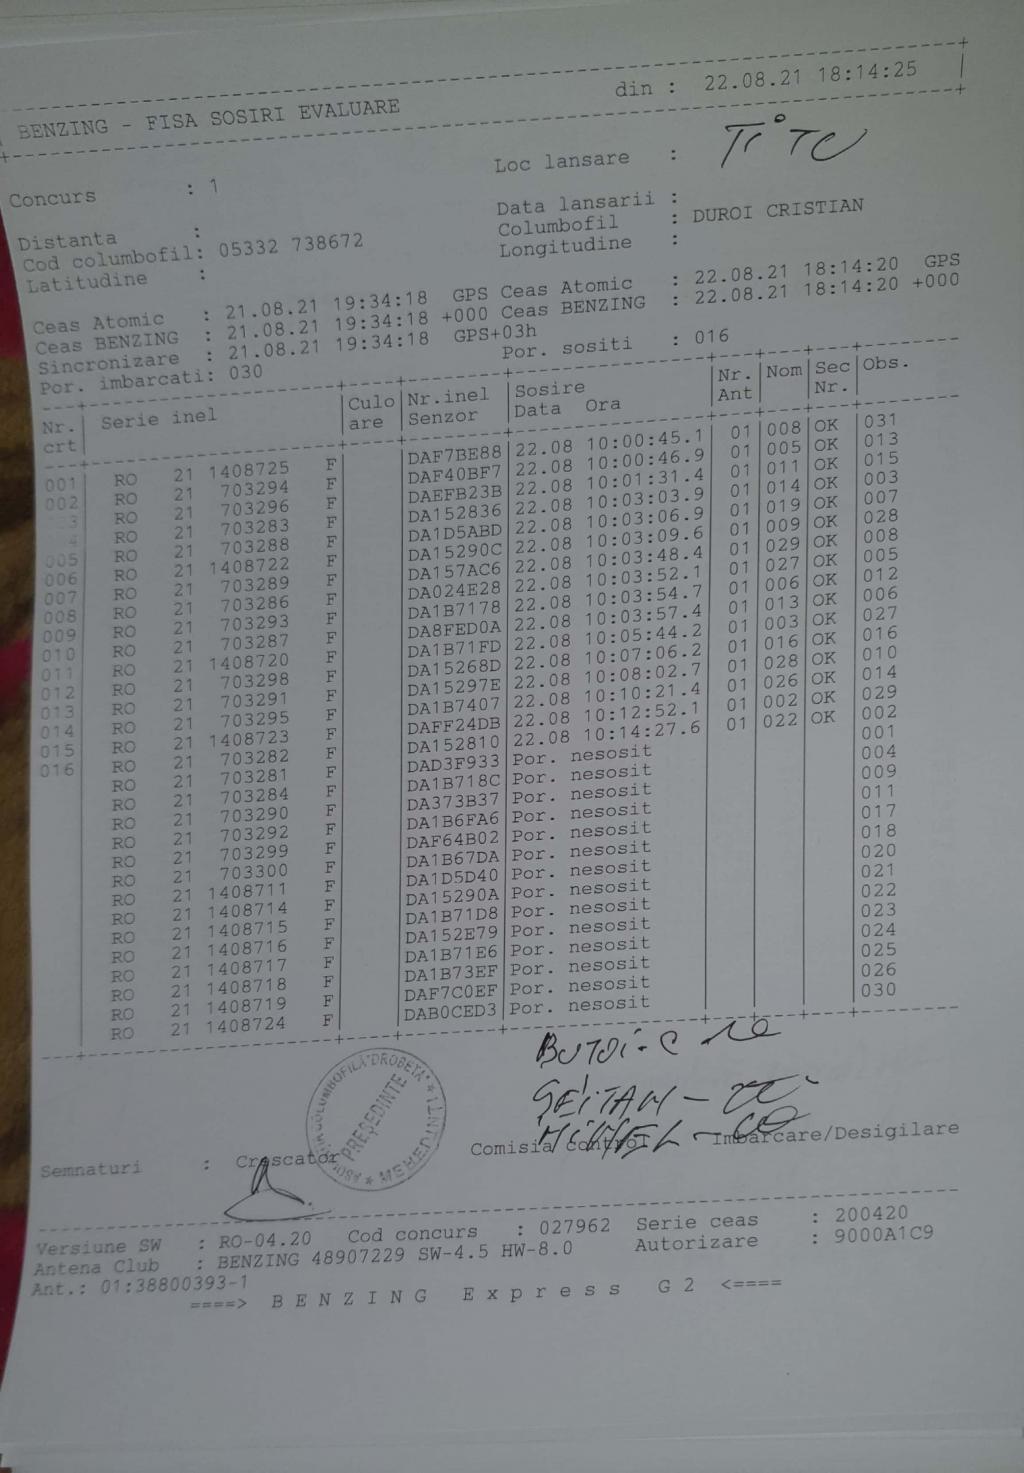 BENZING - FISA SOSIRI EVALUARE din : 22.08.21 18:14:25
Concurs : 1 Loc lansare : TITU
Data lansarii :
Distanta : Columbofil : DUROI CRISTIAN
Cod columbofil: 05332 738672 Longitudine :
Latitudine :
Ceas Atomic : 21.08.21 19:34:18 GPS Ceas Atomic : 22.08.21 18:14:20 GPS
Ceas BENZING : 21.08.21 19:34:18 +000 Ceas BENZING : 22.08.21 18:14:20 +000
Sincronizare : 21.08.21 19:34:18 GPS+03h
Por. imbarcati: 030 Por. sositi : 016
Nr. Serie inel Culo Nr.inel Sosire Nr. Nom Sec Obs.
crt are Senzor Data Ora Ant Nr.
001 RO 21 1408725 F DAF7BE88 22.08 10:00:45.1 01 008 OK 031
002 RO 21 703294 F DAF40BF7 22.08 10:00:46.9 01 005 OK 013
3 RO 21 703296 F DAEFB23B 22.08 10:01:31.4 01 011 OK 015
4 RO 21 703283 F DA152836 22.08 10:03:03.9 01 014 OK 003
005 RO 21 703288 F DA1D5ABD 22.08 10:03:06.9 01 019 OK 007
006 RO 21 1408722 F DA15290C 22.08 10:03:09.6 01 009 OK 028
007 RO 21 703289 F DA157AC6 22.08 10:03:48.4 01 029 OK 008
008 RO 21 703286 F DA024E28 22.08 10:03:52.1 01 027 OK 005
009 RO 21 703293 F DA1B7178 22.08 10:03:54.7 01 006 OK 012
010 RO 21 703287 F DA8FED0A 22.08 10:03:57.4 01 013 OK 006
011 RO 21 1408720 F DA1B71FD 22.08 10:05:44.2 01 003 OK 027
012 RO 21 703298 F DA15268D 22.08 10:07:06.2 01 016 OK 016
013 RO 21 703291 F DA15297E 22.08 10:08:02.7 01 028 OK 010
014 RO 21 703295 F DA1B7407 22.08 10:10:21.4 01 026 OK 014
015 RO 21 1408723 F DAFF24DB 22.08 10:12:52.1 01 002 OK 029
016 RO 21 703282 F DA152810 22.08 10:14:27.6 01 022 OK 002
RO 21 703281 F DAD3F933 Por. nesosit 001
RO 21 703284 F DA1B718C Por. nesosit 004
RO 21 703290 F DA373B37 Por. nesosit 009
RO 21 703292 F DA1B6FA6 Por. nesosit 011
RO 21 703299 F DAF64B02 Por. nesosit 017
RO 21 703300 F DA1B67DA Por. nesosit 018
RO 21 1408711 F DA1D5D40 Por. nesosit 020
RO 21 1408714 F DA15290A Por. nesosit 021
RO 21 1408715 F DA1B71D8 Por. nesosit 022
RO 21 1408716 F DA152E79 Por. nesosit 023
RO 21 1408717 F DA1B71E6 Por. nesosit 024
RO 21 1408718 F DA1B73EF Por. nesosit 025
RO 21 1408719 F DAF7C0EF Por. nesosit 026
RO 21 1408724 F DAB0CED3 Por. nesosit 030
COLUMBOFILA "DROBETA" * MEHEDINTI *
PREȘEDINTE
Semnaturi : Crescator Comisia control Imbarcare/Desigilare
Versiune SW : RO-04.20 Cod concurs : 027962 Serie ceas : 200420
Antena Club : BENZING 48907229 SW-4.5 HW-8.0 Autorizare : 9000A1C9
Ant.: 01:38800393-1
====> B E N Z I N G E x p r e s s G 2 <====